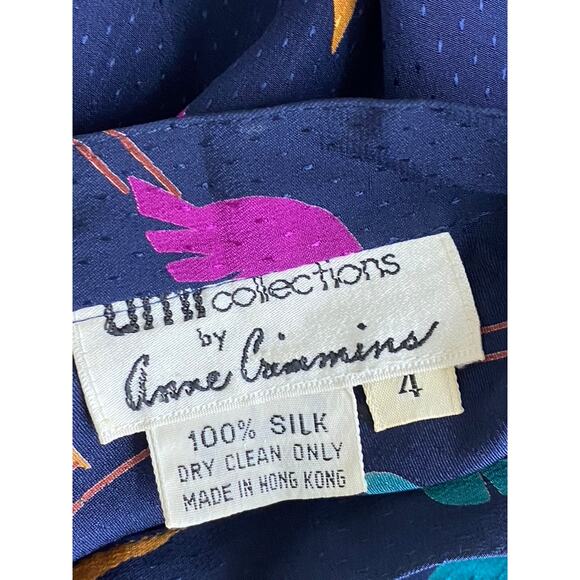 umi collections
by
Anne Crimmins
4
100% SILK
DRY CLEAN ONLY
MADE IN HONG KONG